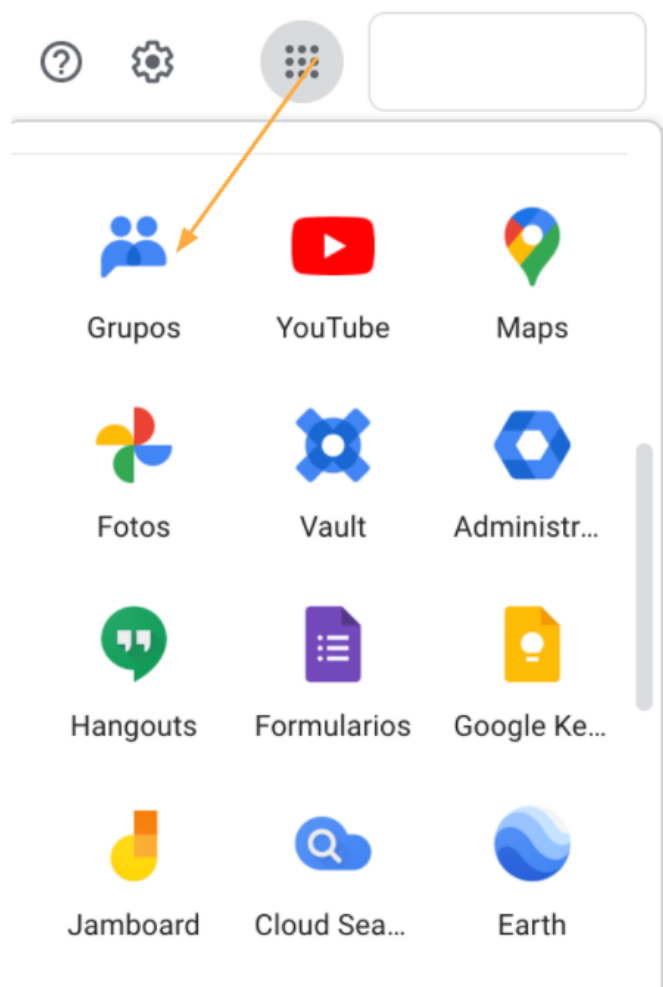 Grupos YouTube Maps
Fotos Vault Administr...
Hangouts Formularios Google Ke...
Jamboard Cloud Sea... Earth